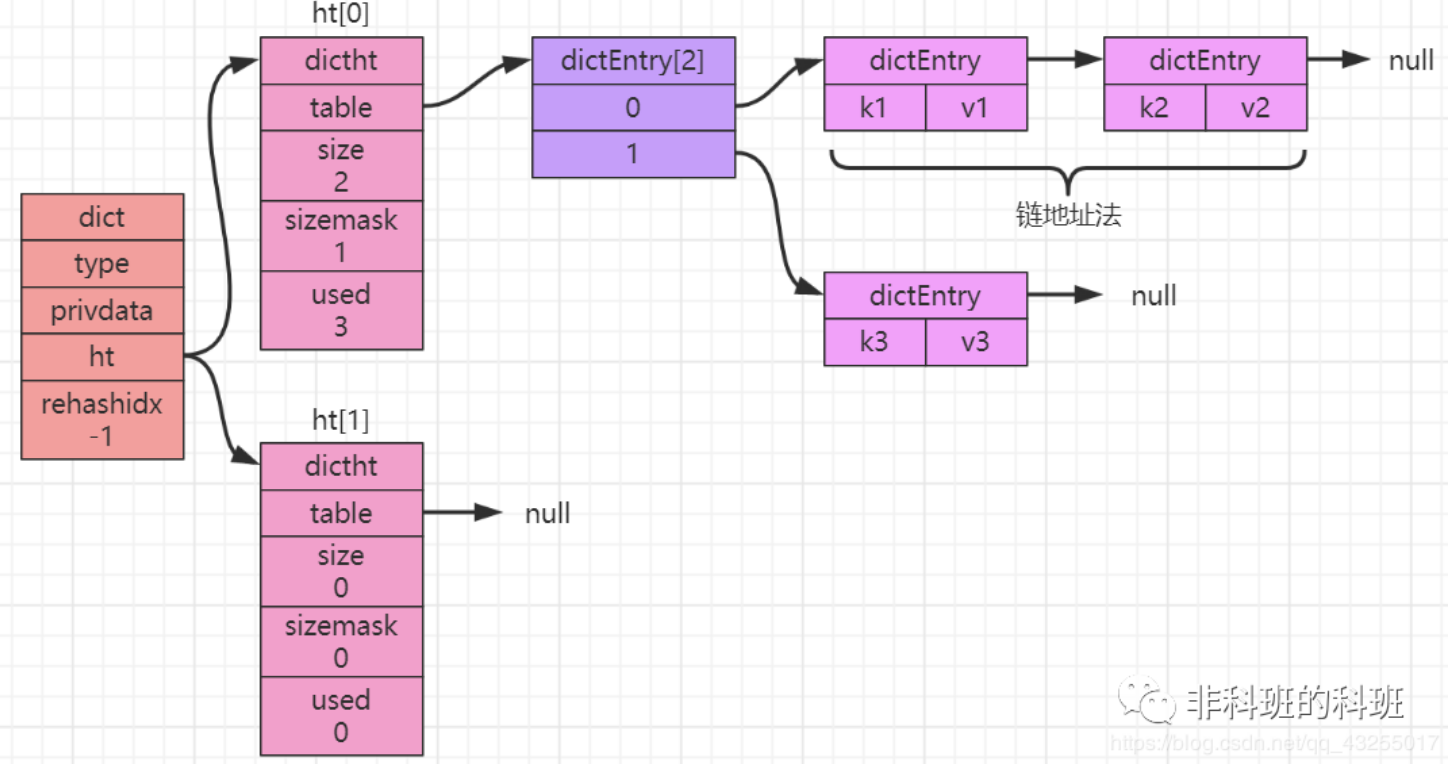 ht[0]
dictht
table
size
2
sizemask
1
used
3
dictEntry[2]
0
1
dictEntry
k1 v1
dictEntry
k2 v2
null
链地址法
dictEntry
k3 v3
null
dict
type
privdata
ht
rehashidx
-1
ht[1]
dictht
table
size
0
sizemask
0
used
0
null
非科班的科班
https://blog.csdn.net/qq_43255017